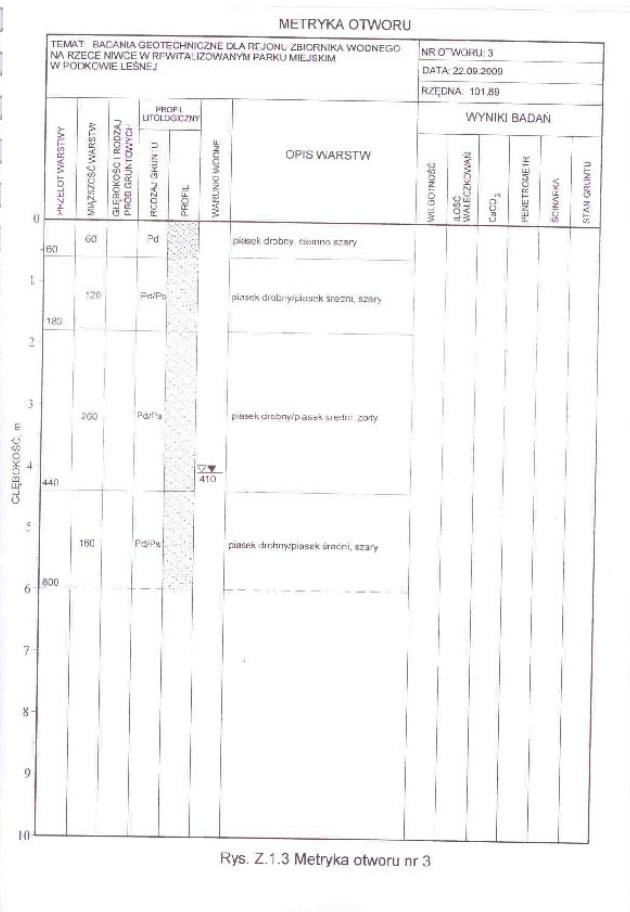 METRYKA OTWORU
TEMAT: BADANIA GEOTECHNICZNE DLA REJONU ZBIORNIKA WODNEGO
NA RZECE NIWCE W REWITALIZOWANYM PARKU MIEJSKIM
W PODKOWIE LEŚNEJ
NR OTWORU: 3
DATA: 22.09.2009
RZĘDNA: 101,89
PRZELOT WARSTWY
MIĄŻSZOŚĆ WARSTW
GŁĘBOKOŚĆ I RODZAJ
PRÓB GRUNTOWYCH
PROFIL
LITOLOGICZNY
RODZAJ GRUNTU
PROFIL
WARUNKI WODNE
OPIS WARSTW
WYNIKI BADAŃ
WILGOTNOŚĆ
ILOŚĆ
WAŁECZKOWAŃ
CaCO3
PENETROMETR
ŚCINARKA
STAN GRUNTU
GŁĘBOKOŚĆ, m
0
60
60
Pd
piasek drobny, ciemno szary
1
120
Pd/Ps
piasek drobny/piasek średni, szary
180
2
3
260
Pd/Ps
piasek drobny/piasek średni, żółty
4
410
440
5
160
Pd/Ps
piasek drobny/piasek średni, szary
600
6
7
8
9
10
Rys. Z.1.3 Metryka otworu nr 3